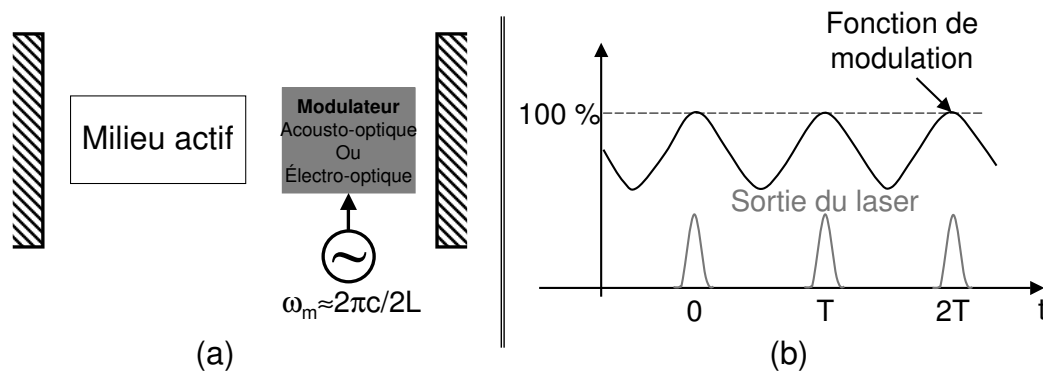 Milieu actif
Modulateur
Acousto-optique
Ou
Électro-optique
~
ωm≈2πc/2L
(a)
Fonction de
modulation
100 %
Sortie du laser
0 T 2T t
(b)